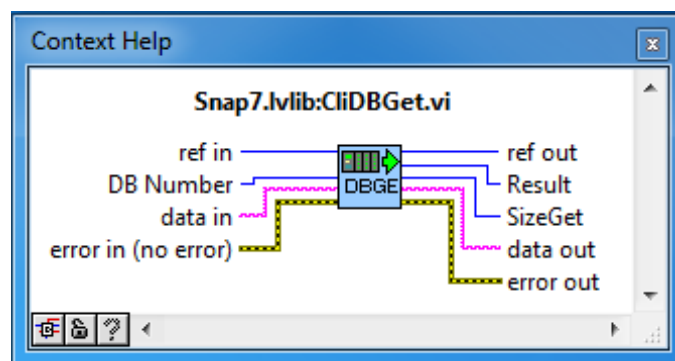 Context Help
Snap7.lvlib:CliDBGet.vi
ref in
DB Number
data in
error in (no error)
DBGE
ref out
Result
SizeGet
data out
error out
?